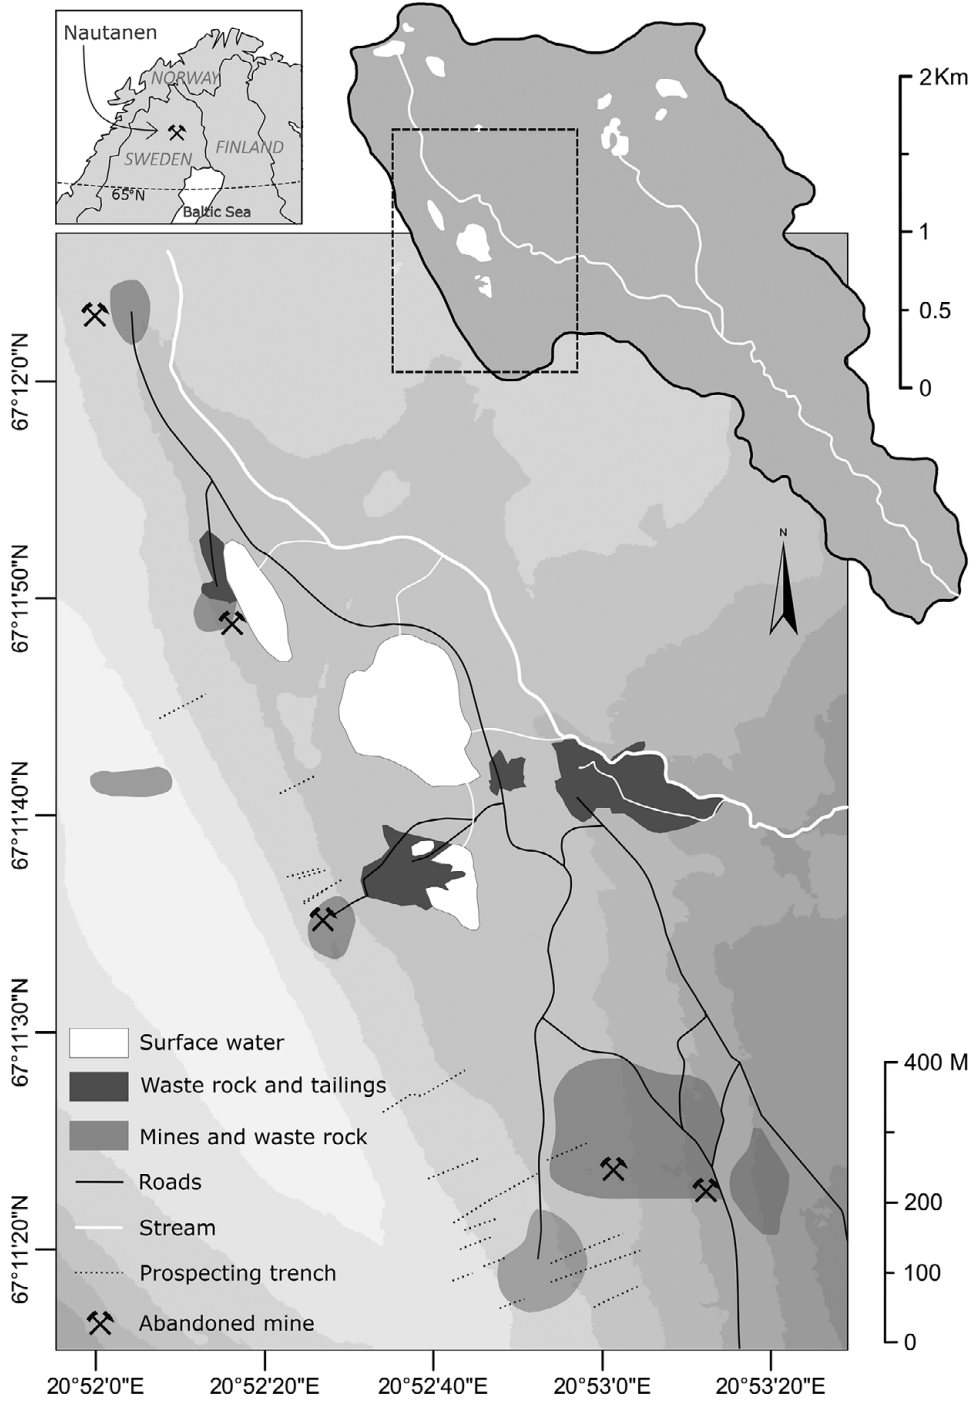 Nautanen
NORWAY
SWEDEN
FINLAND
65°N
Baltic Sea
2Km
1
0.5
0
N
67°12'0"N
67°11'50"N
67°11'40"N
67°11'30"N
67°11'20"N
Surface water
Waste rock and tailings
Mines and waste rock
Roads
Stream
Prospecting trench
Abandoned mine
400 M
200
100
0
20°52'0"E
20°52'20"E
20°52'40"E
20°53'0"E
20°53'20"E